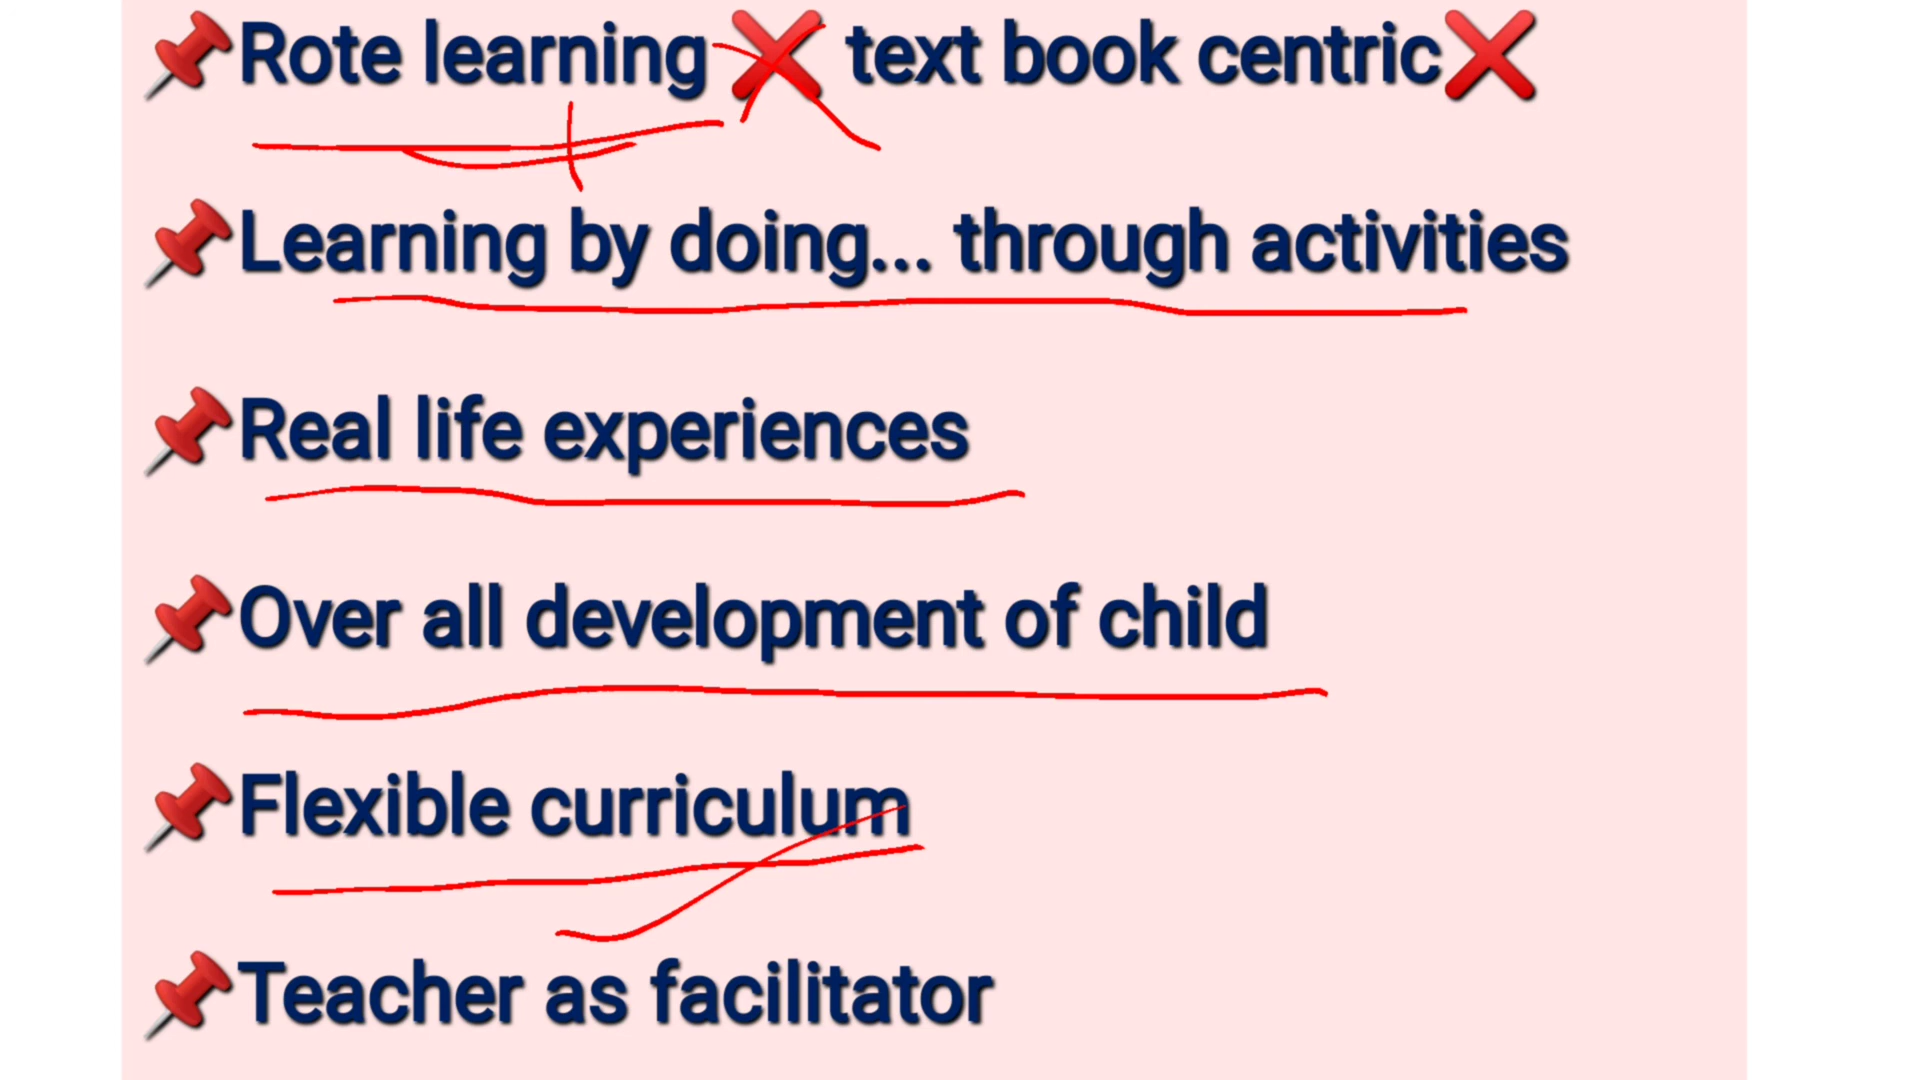 📌Rote learning❌ text book centric❌
📌Learning by doing... through activities
📌Real life experiences
📌Over all development of child
📌Flexible curriculum
📌Teacher as facilitator